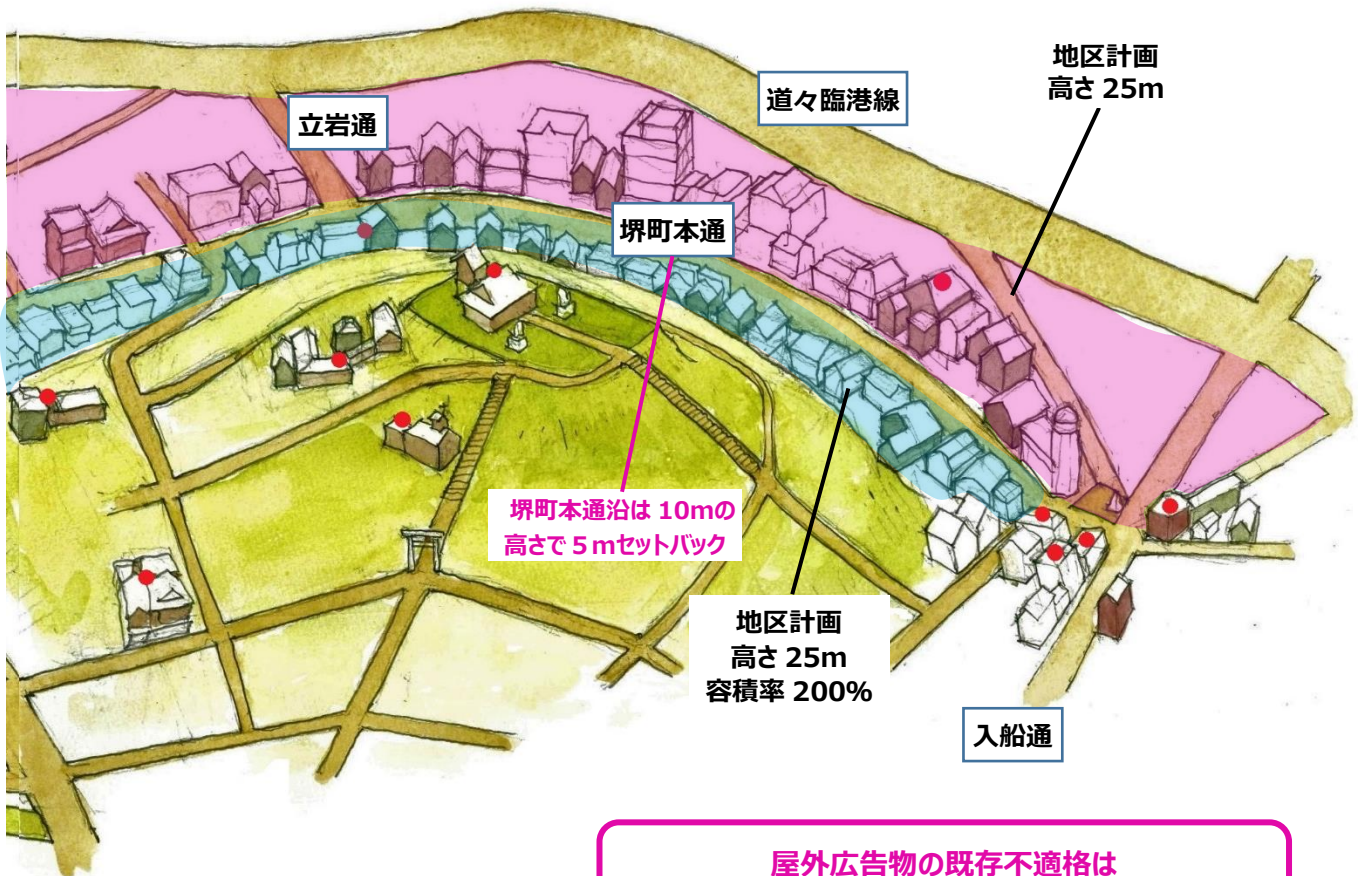 地区計画
高さ 25m
道々臨港線
立岩通
堺町本通
堺町本通沿は 10mの
高さで 5 mセットバック
地区計画
高さ 25m
容積率 200%
入船通
屋外広告物の既存不適格は